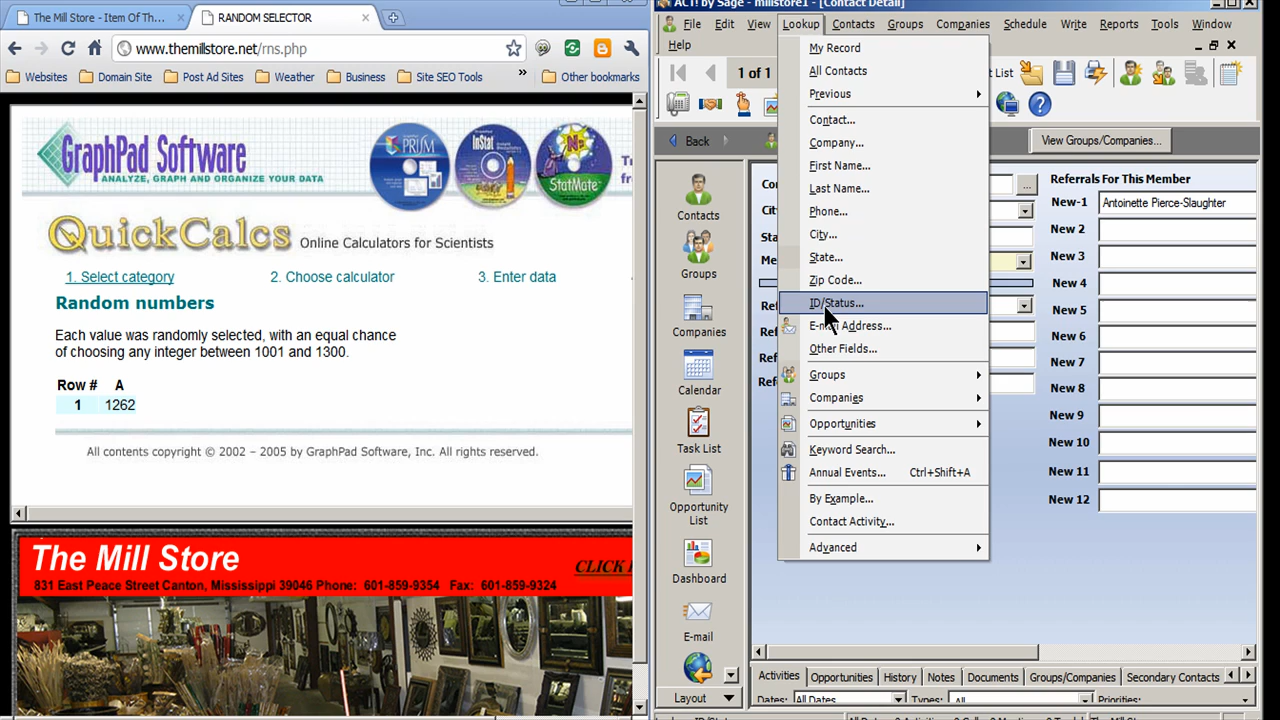 The Mill Store - Item Of Th...
RANDOM SELECTOR
www.themillstore.net/rns.php
Websites
Domain Site
Post Ad Sites
Weather
Business
Site SEO Tools
»
Other bookmarks
GraphPad Software
ANALYZE, GRAPH AND ORGANIZE YOUR DATA
PRISM
InStat
StatMate
QuickCalcs Online Calculators for Scientists
1. Select category
2. Choose calculator
3. Enter data
Random numbers
Each value was randomly selected, with an equal chance
of choosing any integer between 1001 and 1300.
Row # A
1 1262
All contents copyright © 2002 – 2005 by GraphPad Software, Inc. All rights reserved.
The Mill Store
831 East Peace Street Canton, Mississippi 39046 Phone: 601-859-9354 Fax: 601-859-9324
ACT! by Sage - millstore1 - [Contact Detail]
File
Edit
View
Lookup
Contacts
Groups
Companies
Schedule
Write
Reports
Tools
Window
Help
1 of 1
Back
View Groups/Companies...
Contacts
Groups
Companies
Calendar
Task List
Opportunity
List
Dashboard
E-mail
Layout
My Record
All Contacts
Previous
Contact...
Company...
First Name...
Last Name...
Phone...
City...
State...
Zip Code...
ID/Status...
E-mail Address...
Other Fields...
Groups
Companies
Opportunities
Keyword Search...
Annual Events... Ctrl+Shift+A
By Example...
Contact Activity...
Advanced
Referrals For This Member
New-1 Antoinette Pierce-Slaughter
New 2
New 3
New 4
New 5
New 6
New 7
New 8
New 9
New 10
New 11
New 12
Activities
Opportunities
History
Notes
Documents
Groups/Companies
Secondary Contacts
Dates: All Dates
Types: All
Priorities: